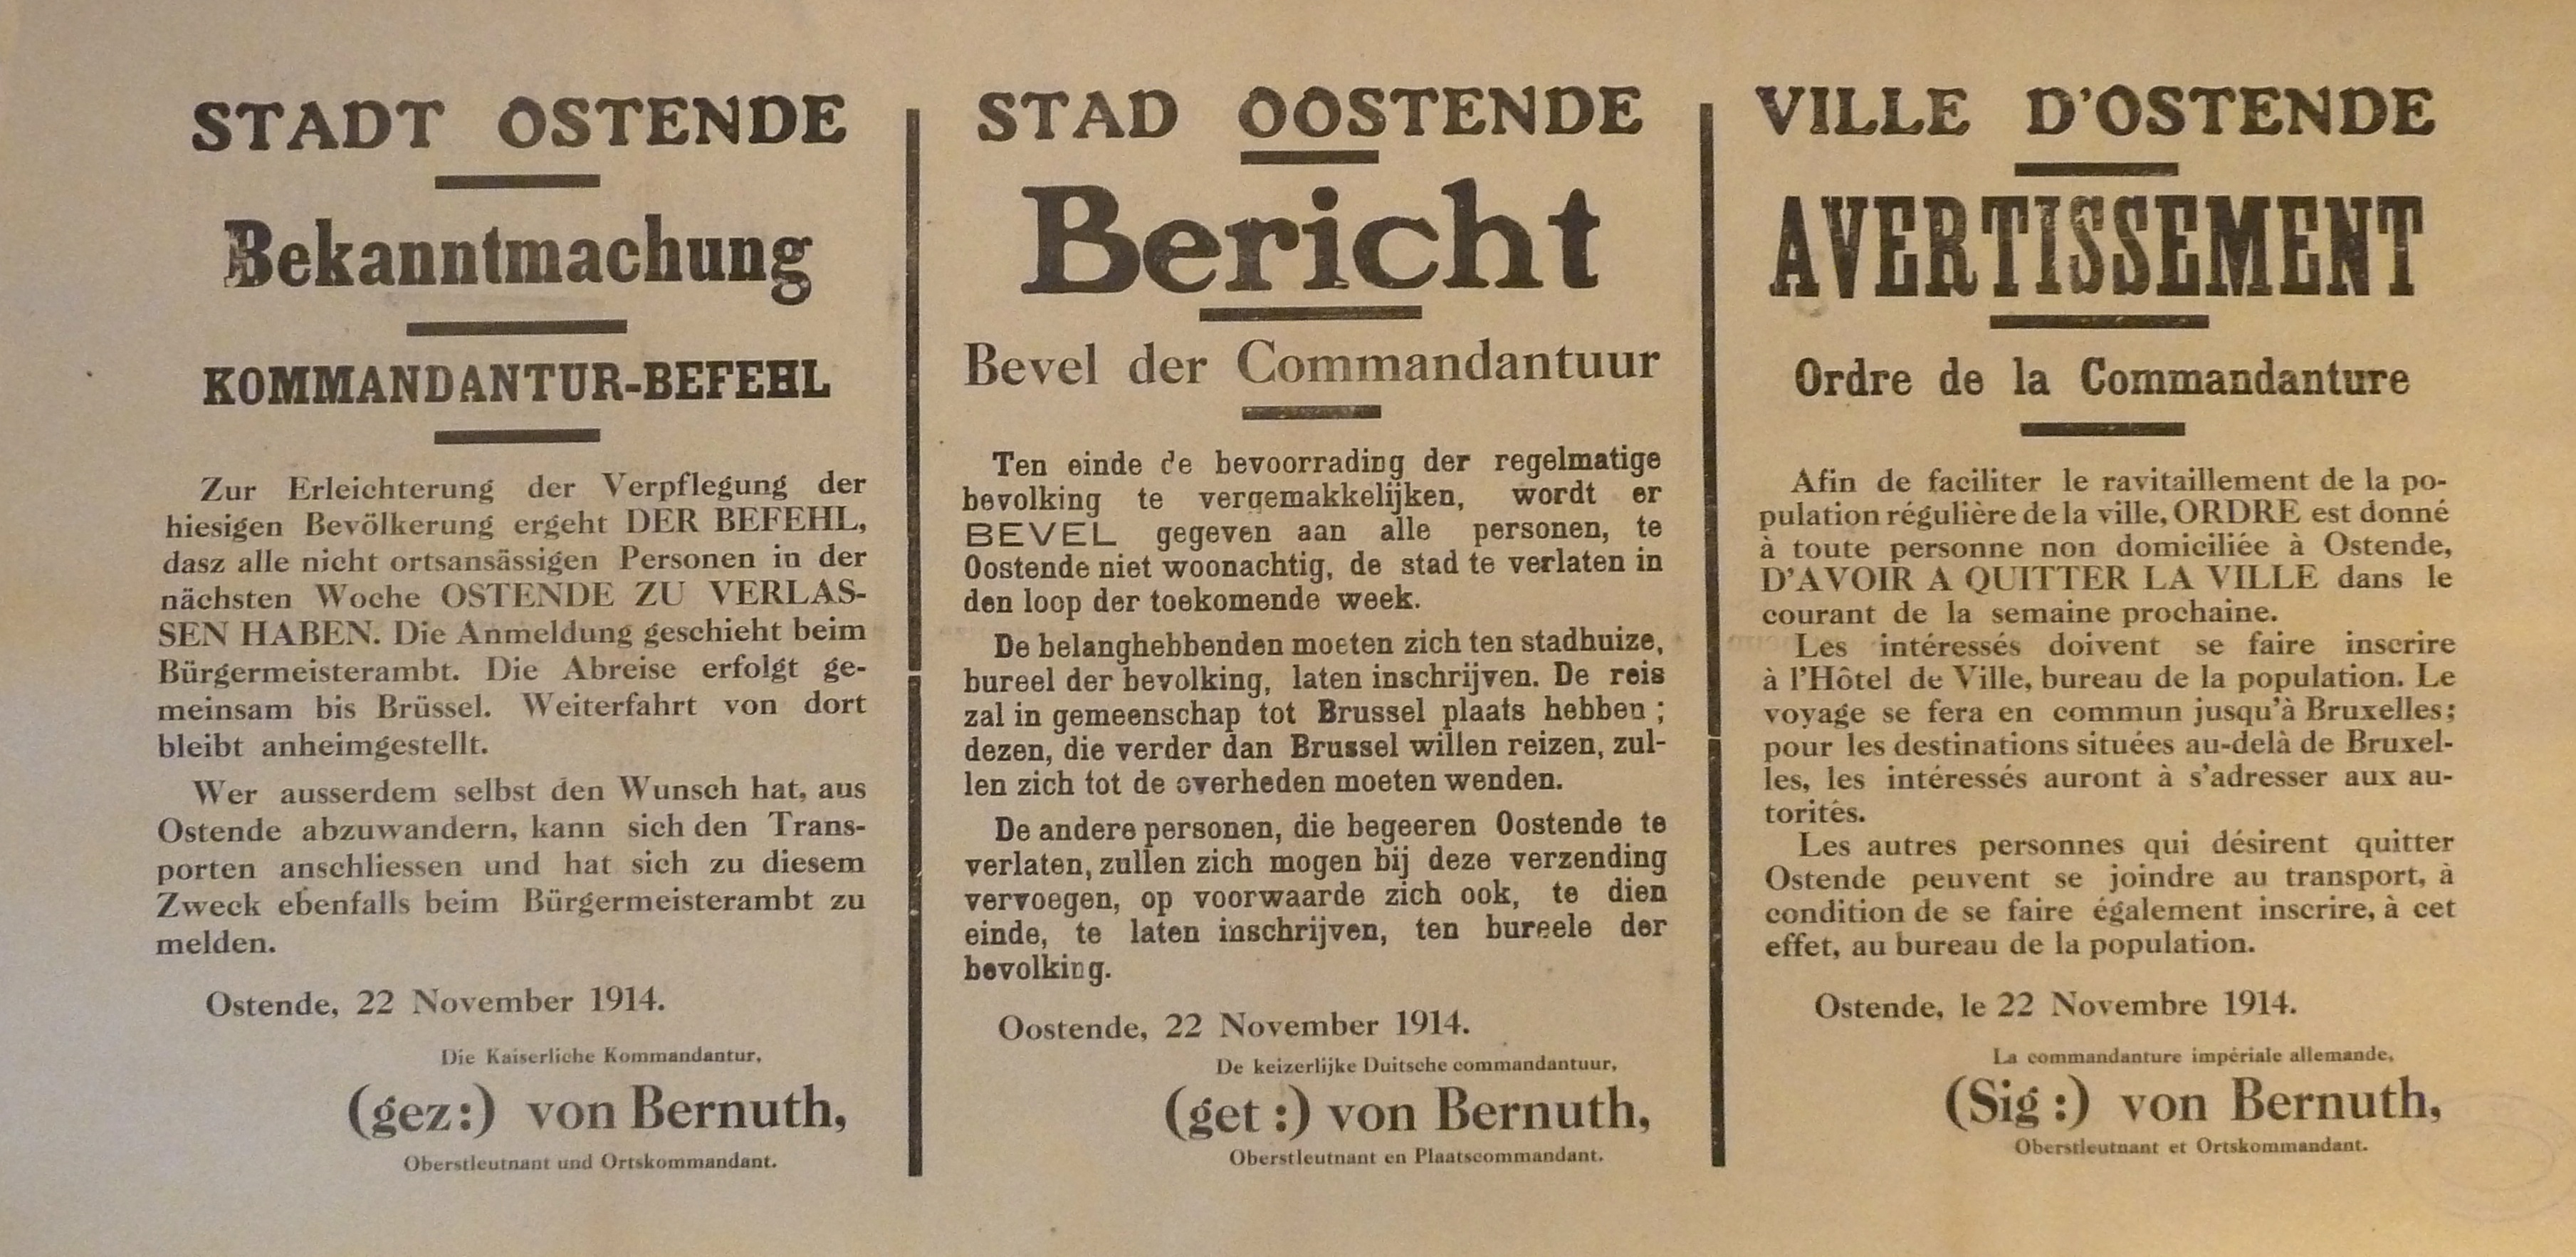 STADT OSTENDE
Bekanntmachung
KOMMANDANTUR-BEFEHL
Zur Erleichterung der Verpflegung der
hiesigen Bevölkerung ergeht DER BEFEHL,
dasz alle nicht ortsansässigen Personen in der
nächsten Woche OSTENDE ZU VERLAS-
SEN HABEN. Die Anmeldung geschieht beim
Bürgermeisterambt. Die Abreise erfolgt ge-
meinsam bis Brüssel. Weiterfahrt von dort
bleibt anheimgestellt.
Wer ausserdem selbst den Wunsch hat, aus
Ostende abzuwandern, kann sich den Trans-
porten anschliessen und hat sich zu diesem
Zweck ebenfalls beim Bürgermeisterambt zu
melden.
Ostende, 22 November 1914.
Die Kaiserliche Kommandantur,
(gez:) von Bernuth,
Oberstleutnant und Ortskommandant.
STAD OOSTENDE
Bericht
Bevel der Commandantuur
Ten einde de bevoorrading der regelmatige
bevolking te vergemakkelijken, wordt er
BEVEL gegeven aan alle personen, te
Oostende niet woonachtig, de stad te verlaten in
den loop der toekomende week.
De belanghebbenden moeten zich ten stadhuize,
bureel der bevolking, laten inschrijven. De reis
zal in gemeenschap tot Brussel plaats hebben ;
dezen, die verder dan Brussel willen reizen, zul-
len zich tot de overheden moeten wenden.
De andere personen, die begeeren Oostende te
verlaten, zullen zich mogen bij deze verzending
vervoegen, op voorwaarde zich ook, te dien
einde, te laten inschrijven, ten bureele der
bevolking.
Oostende, 22 November 1914.
De keizerlijke Duitsche commandantuur,
(get :) von Bernuth,
Oberstleutnant en Plaatscommandant.
VILLE D'OSTENDE
AVERTISSEMENT
Ordre de la Commandanture
Afin de faciliter le ravitaillement de la po-
pulation régulière de la ville, ORDRE est donné
à toute personne non domiciliée à Ostende,
D'AVOIR A QUITTER LA VILLE dans le
courant de la semaine prochaine.
Les intéressés doivent se faire inscrire
à l'Hôtel de Ville, bureau de la population. Le
voyage se fera en commun jusqu'à Bruxelles ;
pour les destinations situées au-delà de Bruxel-
les, les intéressés auront à s'adresser aux au-
torités.
Les autres personnes qui désirent quitter
Ostende peuvent se joindre au transport, à
condition de se faire également inscrire, à cet
effet, au bureau de la population.
Ostende, le 22 Novembre 1914.
La commandanture impériale allemande,
(Sig :) von Bernuth,
Oberstleutnant et Ortskommandant.